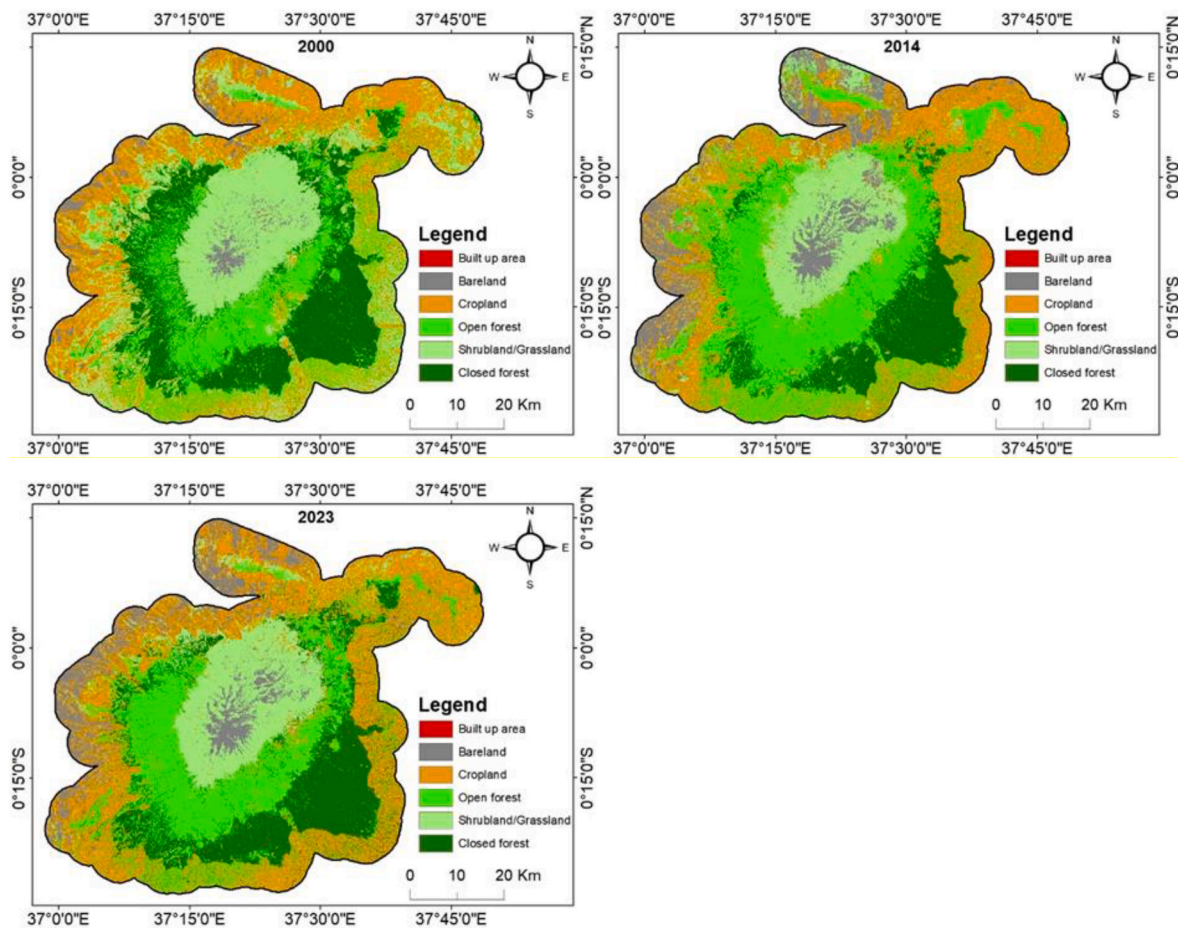 37°0'0"E 37°15'0"E 37°30'0"E 37°45'0"E
2000
N
W E
S
0°15'0"N
0°0'0"
0°15'0"S
Legend
Built up area
Bareland
Cropland
Open forest
Shrubland/Grassland
Closed forest
0 10 20 Km
37°0'0"E 37°15'0"E 37°30'0"E 37°45'0"E
37°0'0"E 37°15'0"E 37°30'0"E 37°45'0"E
2014
N
W E
S
0°15'0"N
0°0'0"
0°15'0"S
Legend
Built up area
Bareland
Cropland
Open forest
Shrubland/Grassland
Closed forest
0 10 20 Km
37°0'0"E 37°15'0"E 37°30'0"E 37°45'0"E
37°0'0"E 37°15'0"E 37°30'0"E 37°45'0"E
2023
N
W E
S
0°15'0"N
0°0'0"
0°15'0"S
Legend
Built up area
Bareland
Cropland
Open forest
Shrubland/Grassland
Closed forest
0 10 20 Km
37°0'0"E 37°15'0"E 37°30'0"E 37°45'0"E